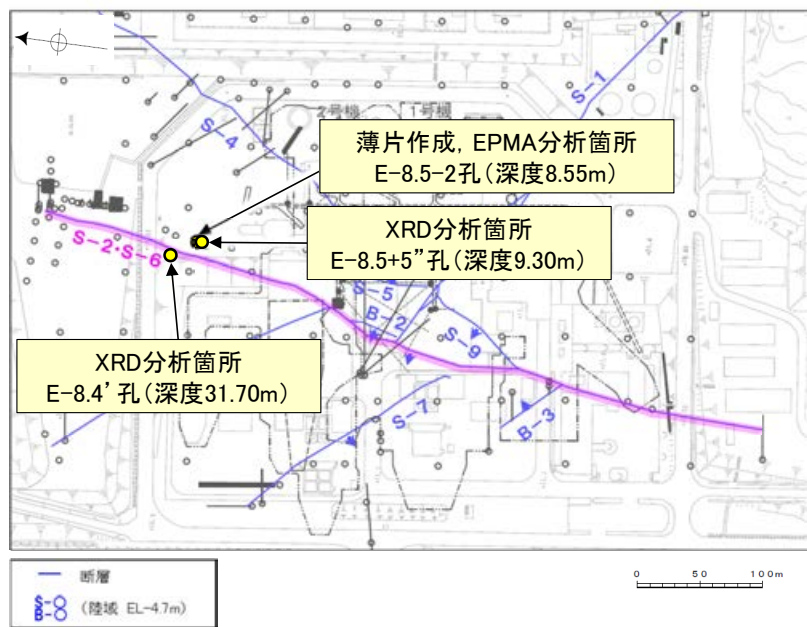 S-1
2号機
1号機
S-4
薄片作成, EPMA分析箇所
E-8.5-2孔(深度8.55m)
XRD分析箇所
E-8.5+5”孔(深度9.30m)
S-2・S-6
S-5
B-2
S-9
XRD分析箇所
E-8.4’孔(深度31.70m)
S-7
B-3
断層
S-○
B-○
(陸域 EL-4.7m)
0 50 100m